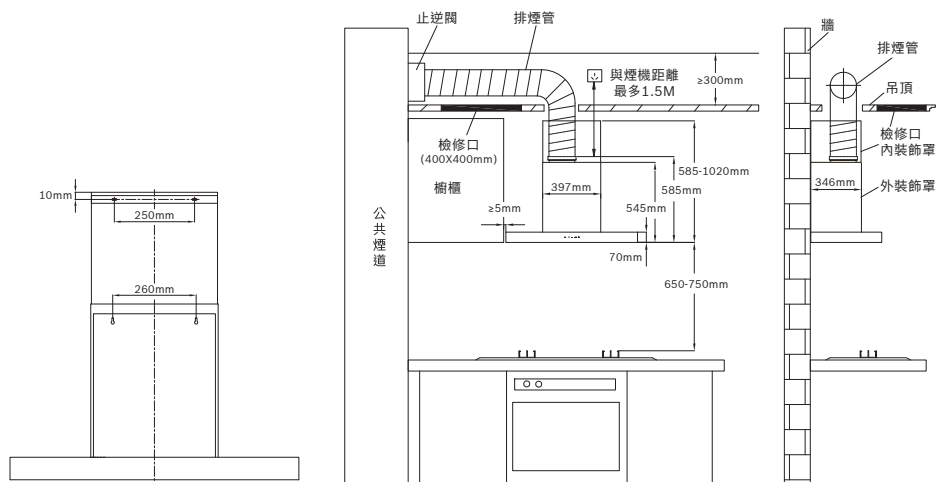 10mm
250mm
260mm
止逆閥
排煙管
與煙機距離
最多1.5M
≥300mm
檢修口
(400X400mm)
櫥櫃
≥5mm
397mm
585-1020mm
585mm
545mm
70mm
650-750mm
公共煙道
牆
排煙管
吊頂
檢修口
內裝飾罩
346mm
外裝飾罩